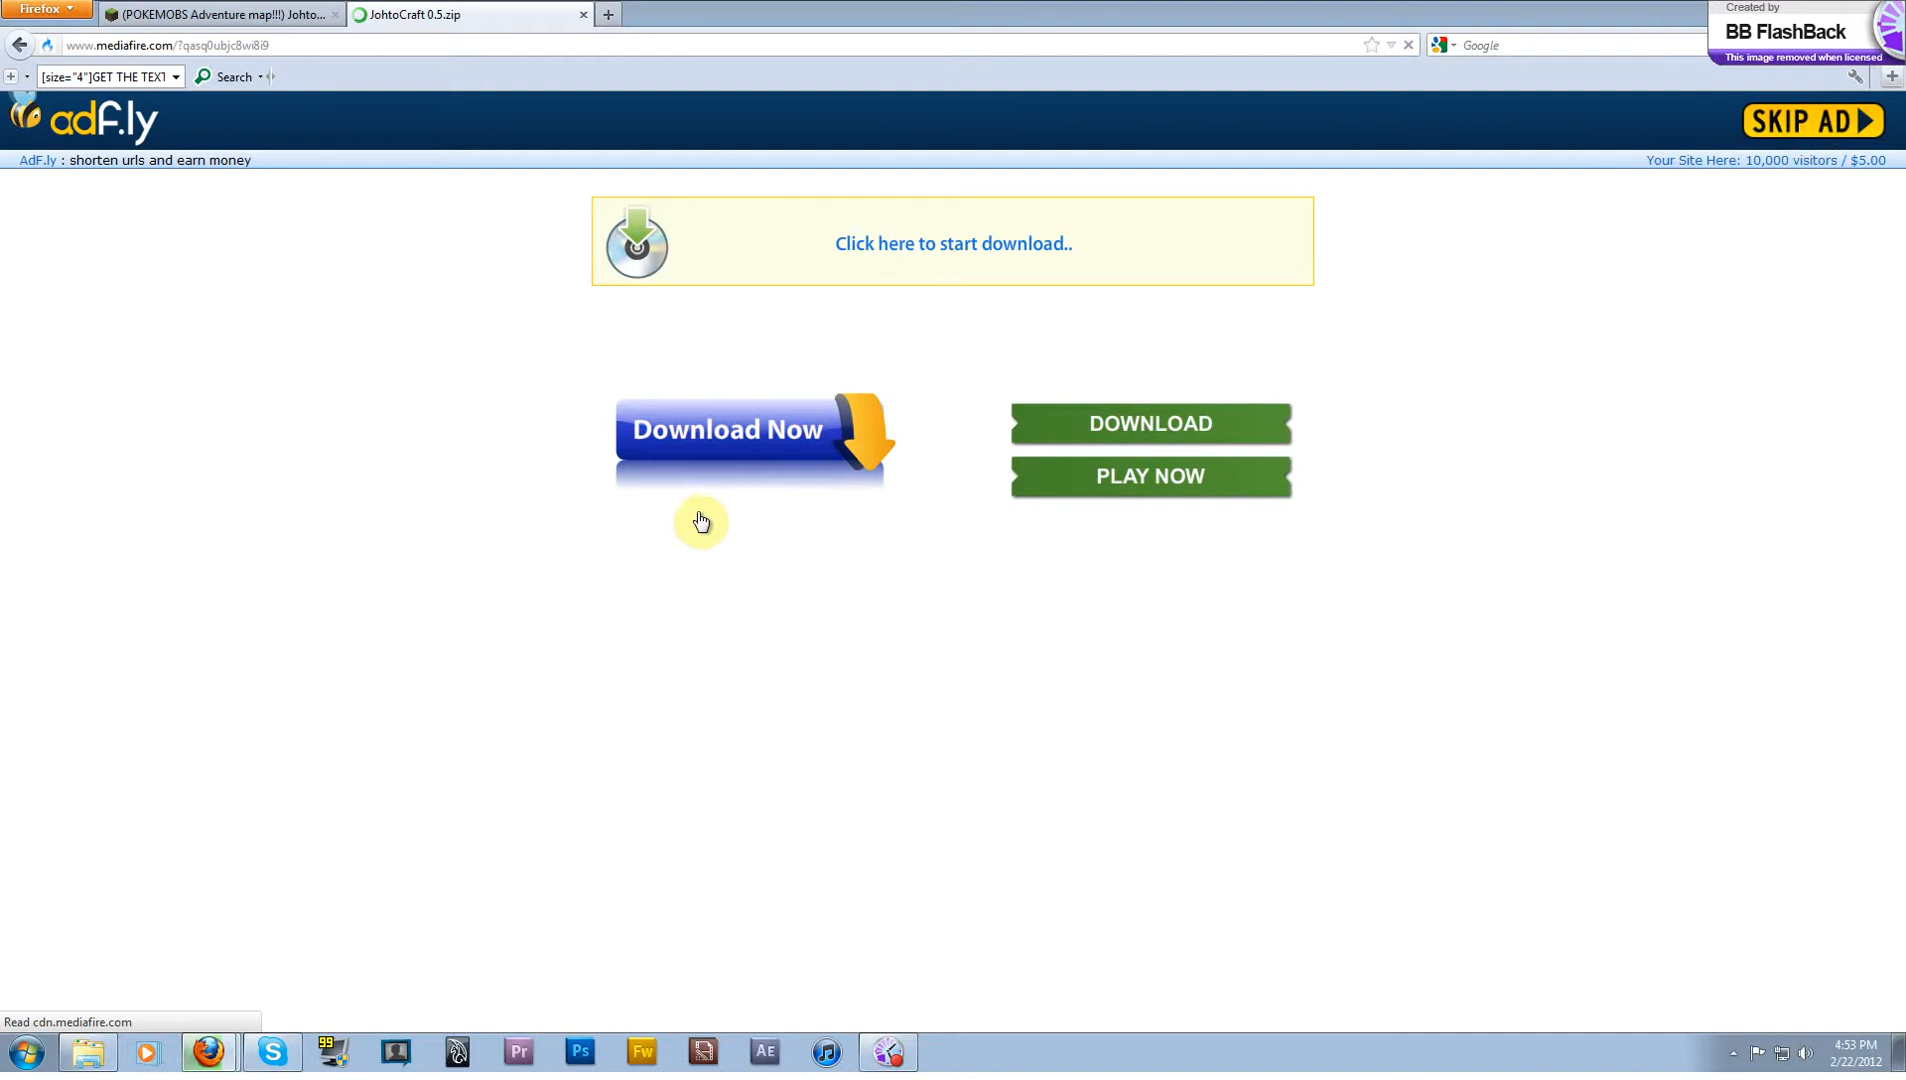 Firefox
(POKEMOBS Adventure map!!!) Johto...
JohtoCraft 0.5.zip
Created by
BB FlashBack
This image removed when licensed
www.mediafire.com/?qasq0ubjc8wi8i9
Google
[size="4"]GET THE TEXT
Search
adf.ly
SKIP AD
AdF.ly : shorten urls and earn money
Your Site Here: 10,000 visitors / $5.00
Click here to start download..
Download Now
DOWNLOAD
PLAY NOW
Read cdn.mediafire.com
99
Pr
Ps
Fw
AE
4:53 PM
2/22/2012